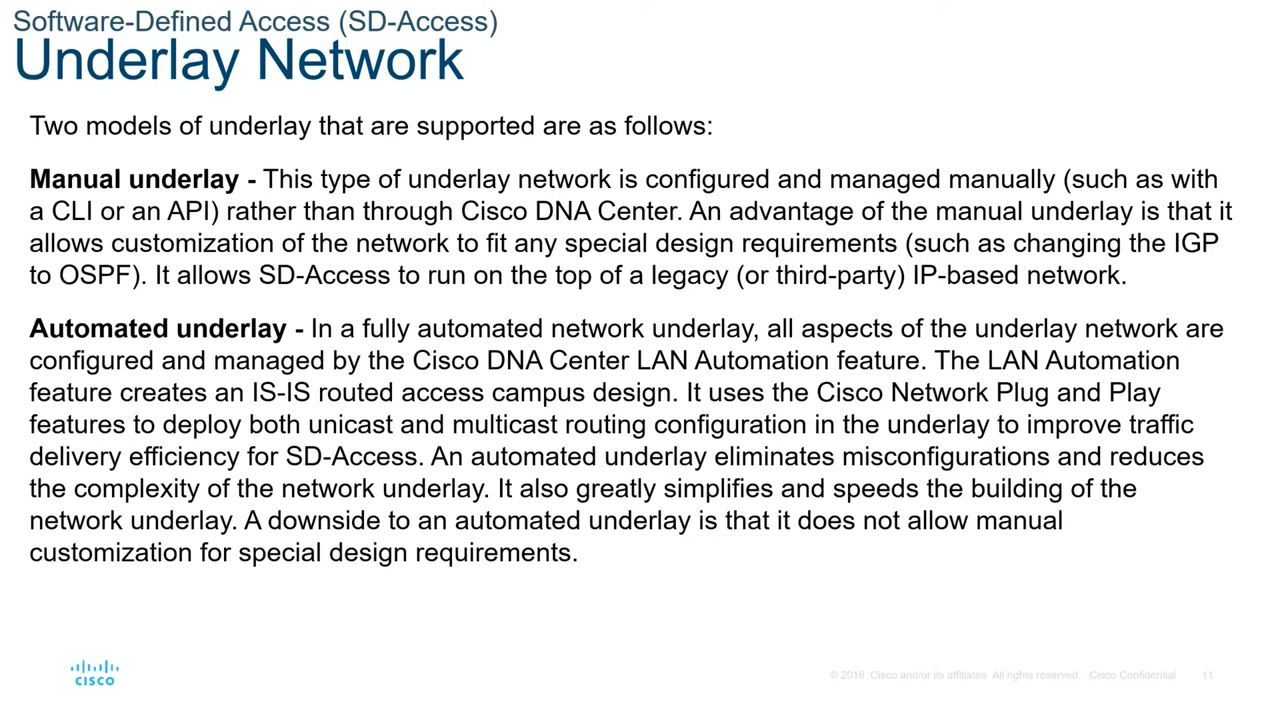 Software-Defined Access (SD-Access)
Underlay Network
Two models of underlay that are supported are as follows:
Manual underlay - This type of underlay network is configured and managed manually (such as with
a CLI or an API) rather than through Cisco DNA Center. An advantage of the manual underlay is that it
allows customization of the network to fit any special design requirements (such as changing the IGP
to OSPF). It allows SD-Access to run on the top of a legacy (or third-party) IP-based network.
Automated underlay - In a fully automated network underlay, all aspects of the underlay network are
configured and managed by the Cisco DNA Center LAN Automation feature. The LAN Automation
feature creates an IS-IS routed access campus design. It uses the Cisco Network Plug and Play
features to deploy both unicast and multicast routing configuration in the underlay to improve traffic
delivery efficiency for SD-Access. An automated underlay eliminates misconfigurations and reduces
the complexity of the network underlay. It also greatly simplifies and speeds the building of the
network underlay. A downside to an automated underlay is that it does not allow manual
customization for special design requirements.
CISCO
© 2016 Cisco and/or its affiliates. All rights reserved. Cisco Confidential 11